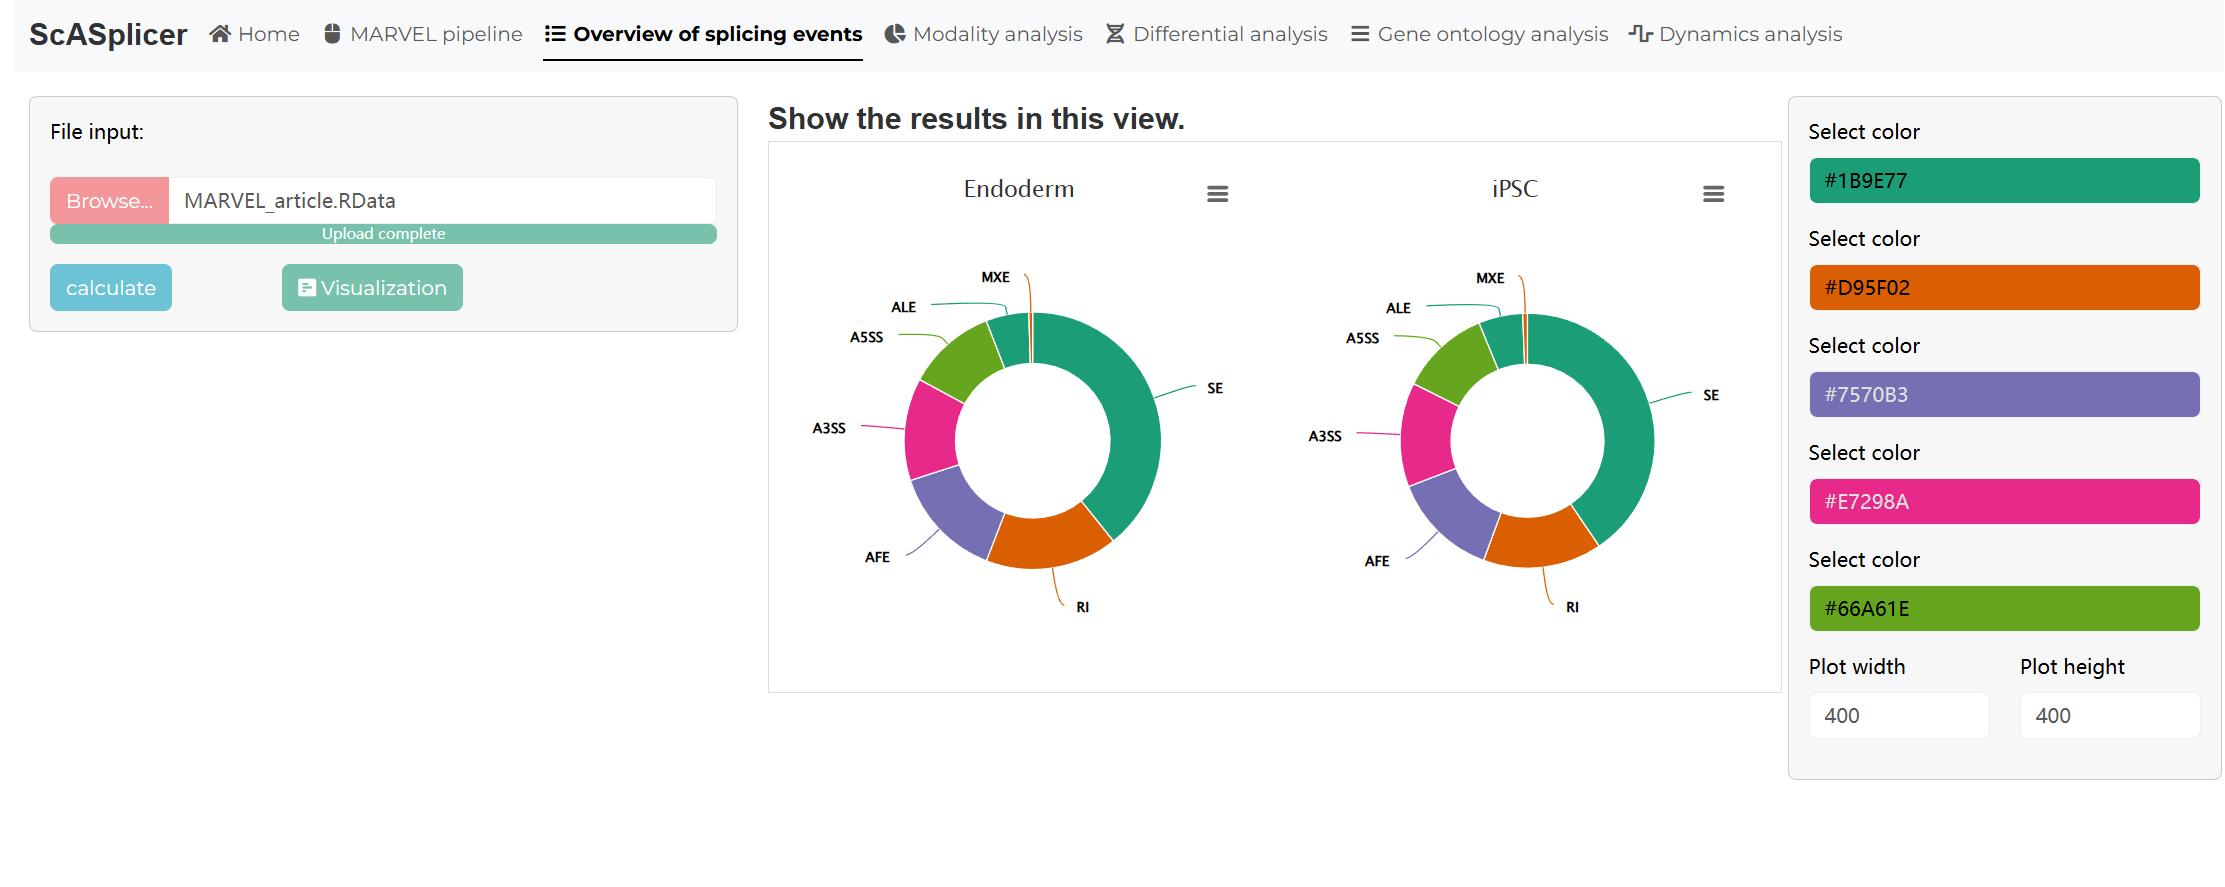 ScASplicer Home MARVEL pipeline Overview of splicing events Modality analysis Differential analysis Gene ontology analysis Dynamics analysis
File input:
Browse... MARVEL_article.RData
Upload complete
calculate Visualization
Show the results in this view.
Endoderm
MXE
ALE
A5SS
SE
A3SS
AFE
RI
iPSC
MXE
ALE
A5SS
SE
A3SS
AFE
RI
Select color
#1B9E77
Select color
#D95F02
Select color
#7570B3
Select color
#E7298A
Select color
#66A61E
Plot width Plot height
400 400